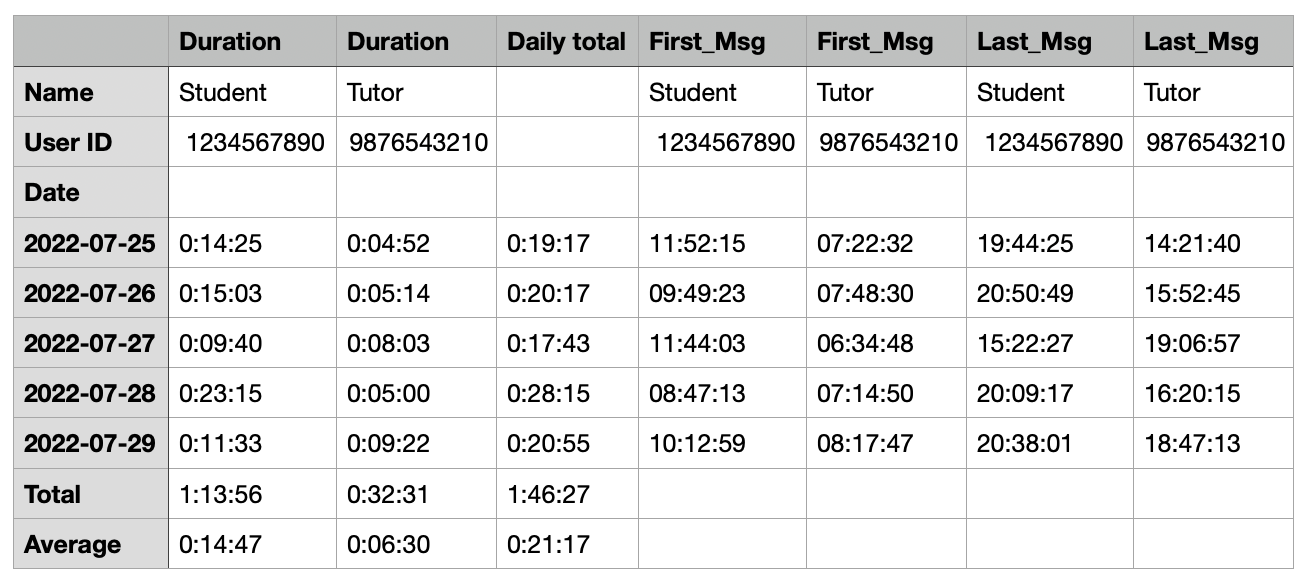 Duration Duration Daily total First_Msg First_Msg Last_Msg Last_Msg
Name Student Tutor Student Tutor Student Tutor
User ID 1234567890 9876543210 1234567890 9876543210 1234567890 9876543210
Date
2022-07-25 0:14:25 0:04:52 0:19:17 11:52:15 07:22:32 19:44:25 14:21:40
2022-07-26 0:15:03 0:05:14 0:20:17 09:49:23 07:48:30 20:50:49 15:52:45
2022-07-27 0:09:40 0:08:03 0:17:43 11:44:03 06:34:48 15:22:27 19:06:57
2022-07-28 0:23:15 0:05:00 0:28:15 08:47:13 07:14:50 20:09:17 16:20:15
2022-07-29 0:11:33 0:09:22 0:20:55 10:12:59 08:17:47 20:38:01 18:47:13
Total 1:13:56 0:32:31 1:46:27
Average 0:14:47 0:06:30 0:21:17